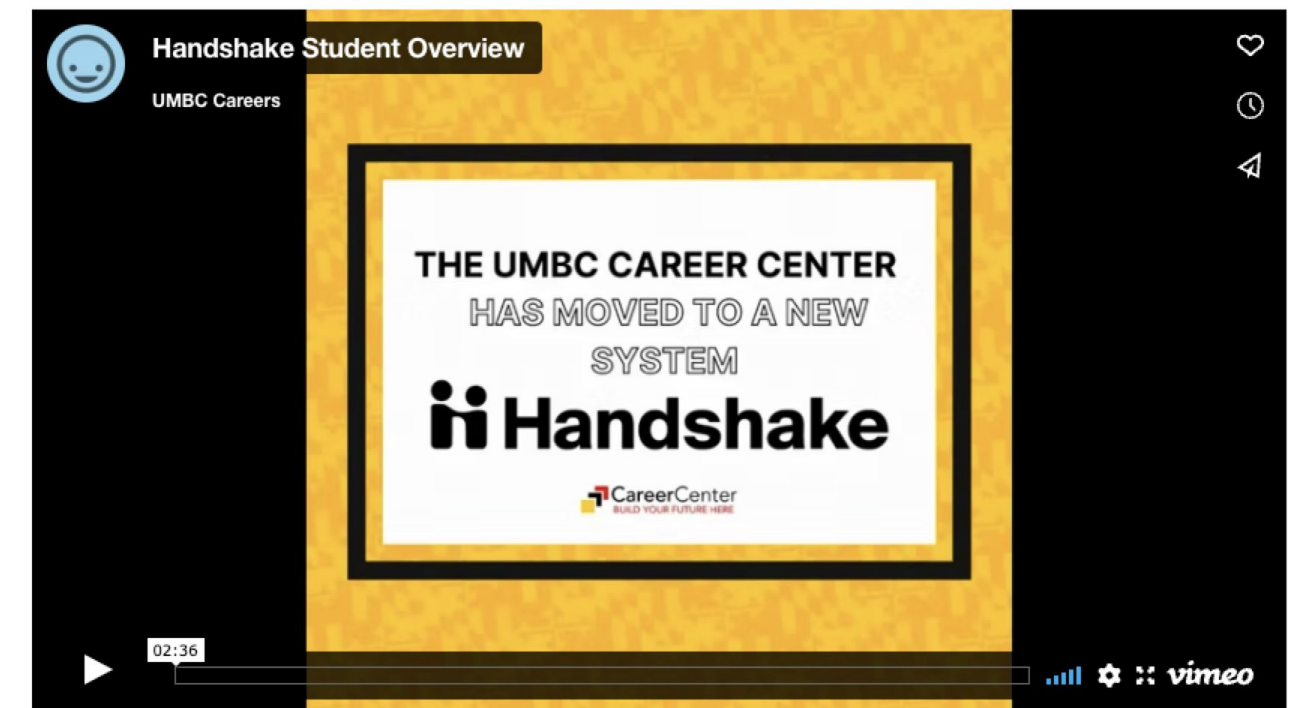 Handshake Student Overview
UMBC Careers
THE UMBC CAREER CENTER
HAS MOVED TO A NEW
SYSTEM
Handshake
CareerCenter
BUILD YOUR FUTURE HERE
02:36
vimeo